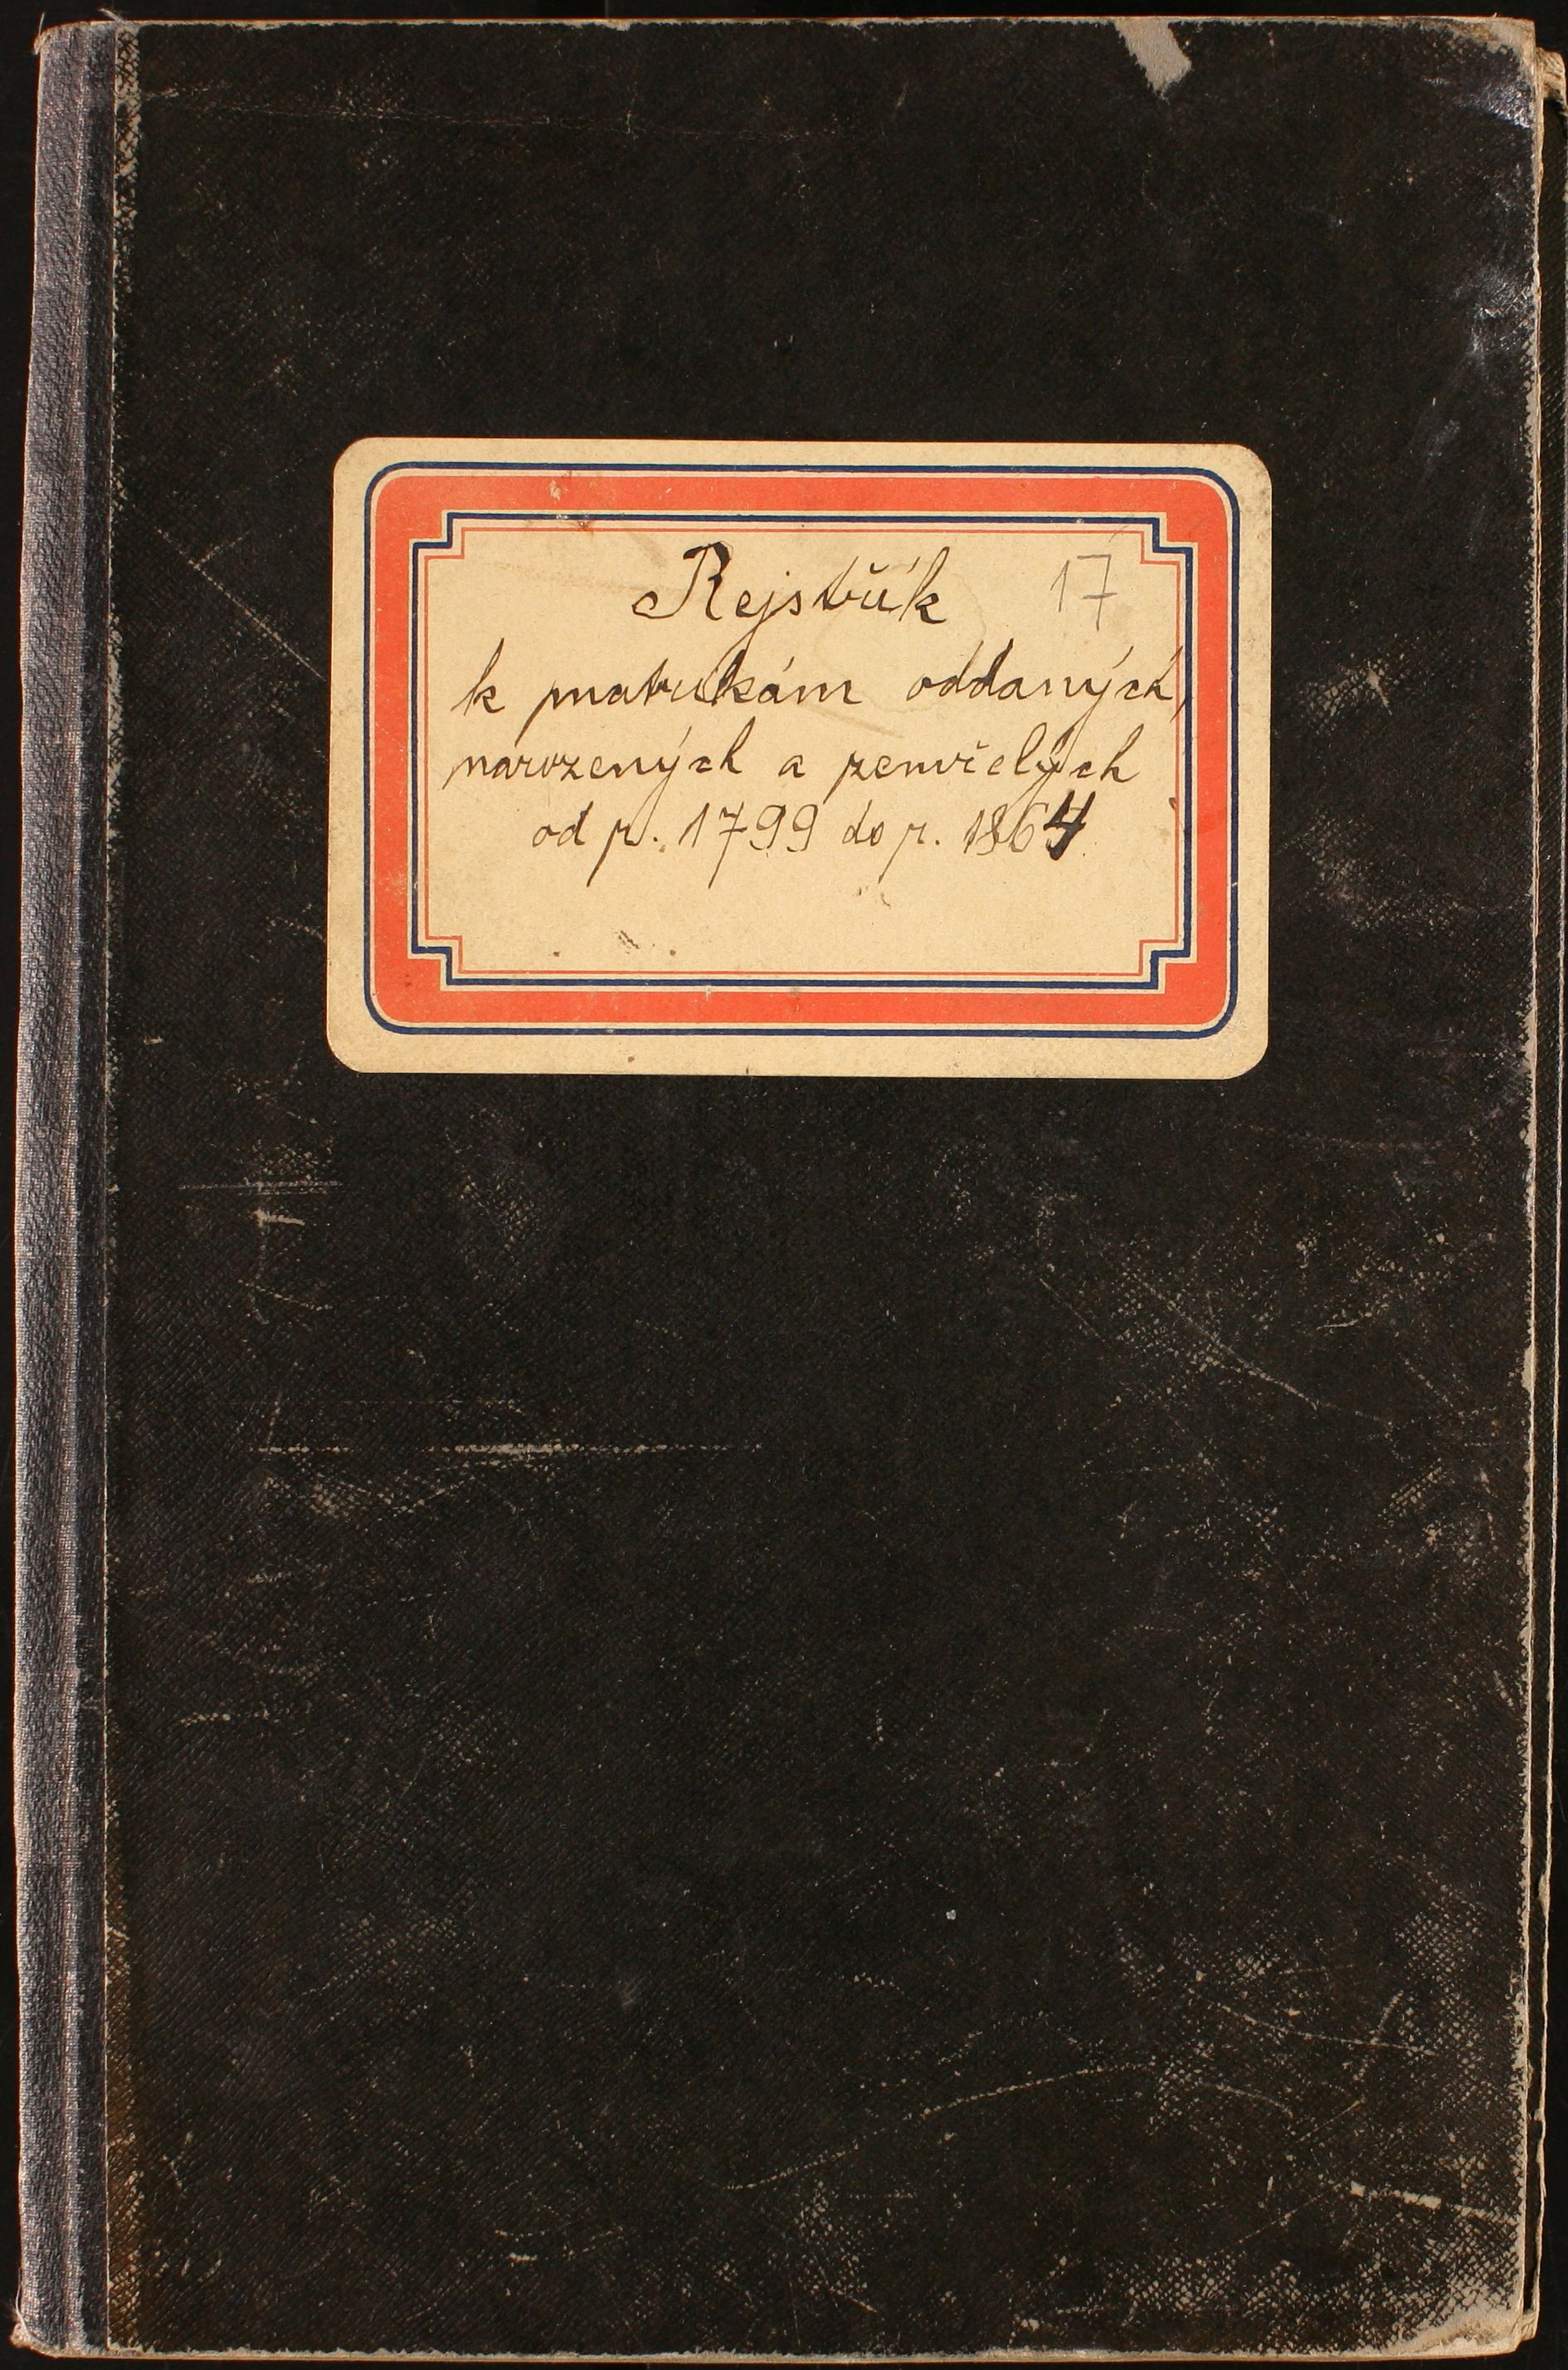 Rejstřík 17
k matrikám oddaných,
narozených a zemřelých
od r. 1799 do r. 1864.